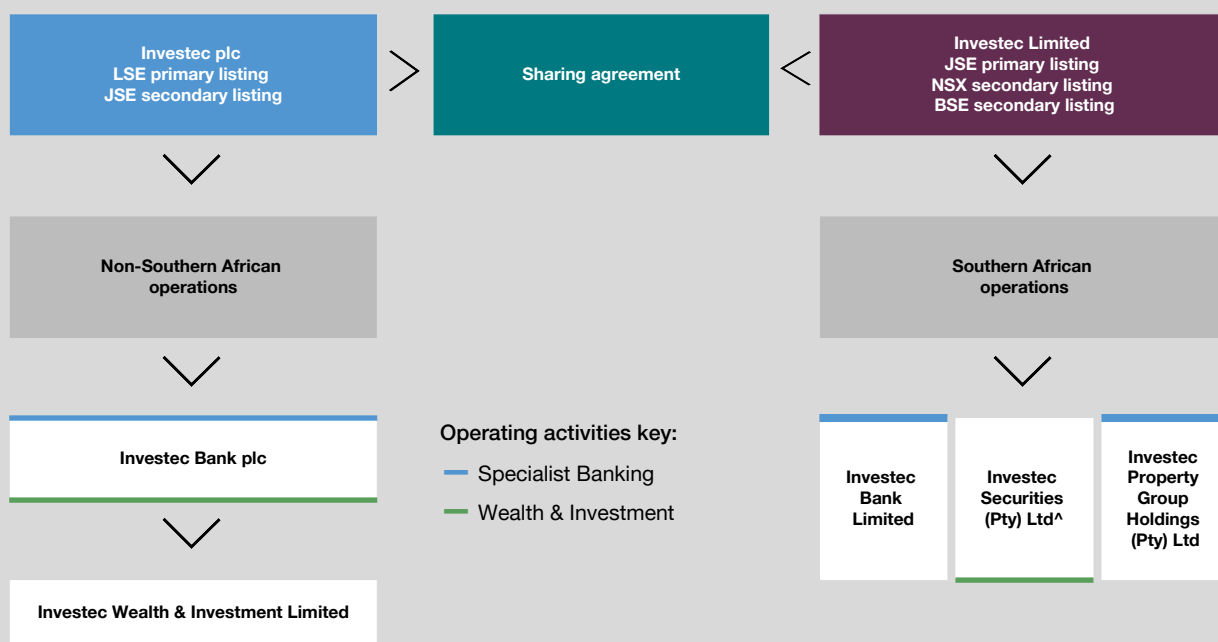 Investec plc
LSE primary listing
JSE secondary listing
Sharing agreement
Investec Limited
JSE primary listing
NSX secondary listing
BSE secondary listing
Non-Southern African
operations
Southern African
operations
Investec Bank plc
Operating activities key:
Specialist Banking
Wealth & Investment
Investec
Bank
Limited
Investec
Securities
(Pty) Ltd^
Investec
Property
Group
Holdings
(Pty) Ltd
Investec Wealth & Investment Limited